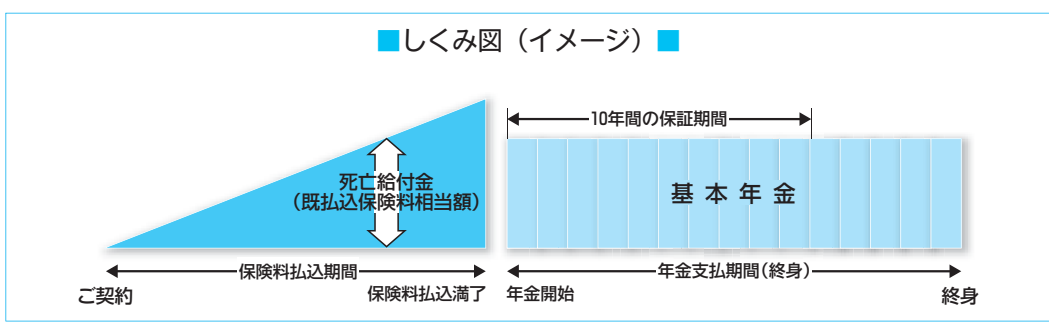 ■しくみ図（イメージ）■
10年間の保証期間
死亡給付金
（既払込保険料相当額）
基本年金
保険料払込期間
年金支払期間（終身）
ご契約
保険料払込満了
年金開始
終身